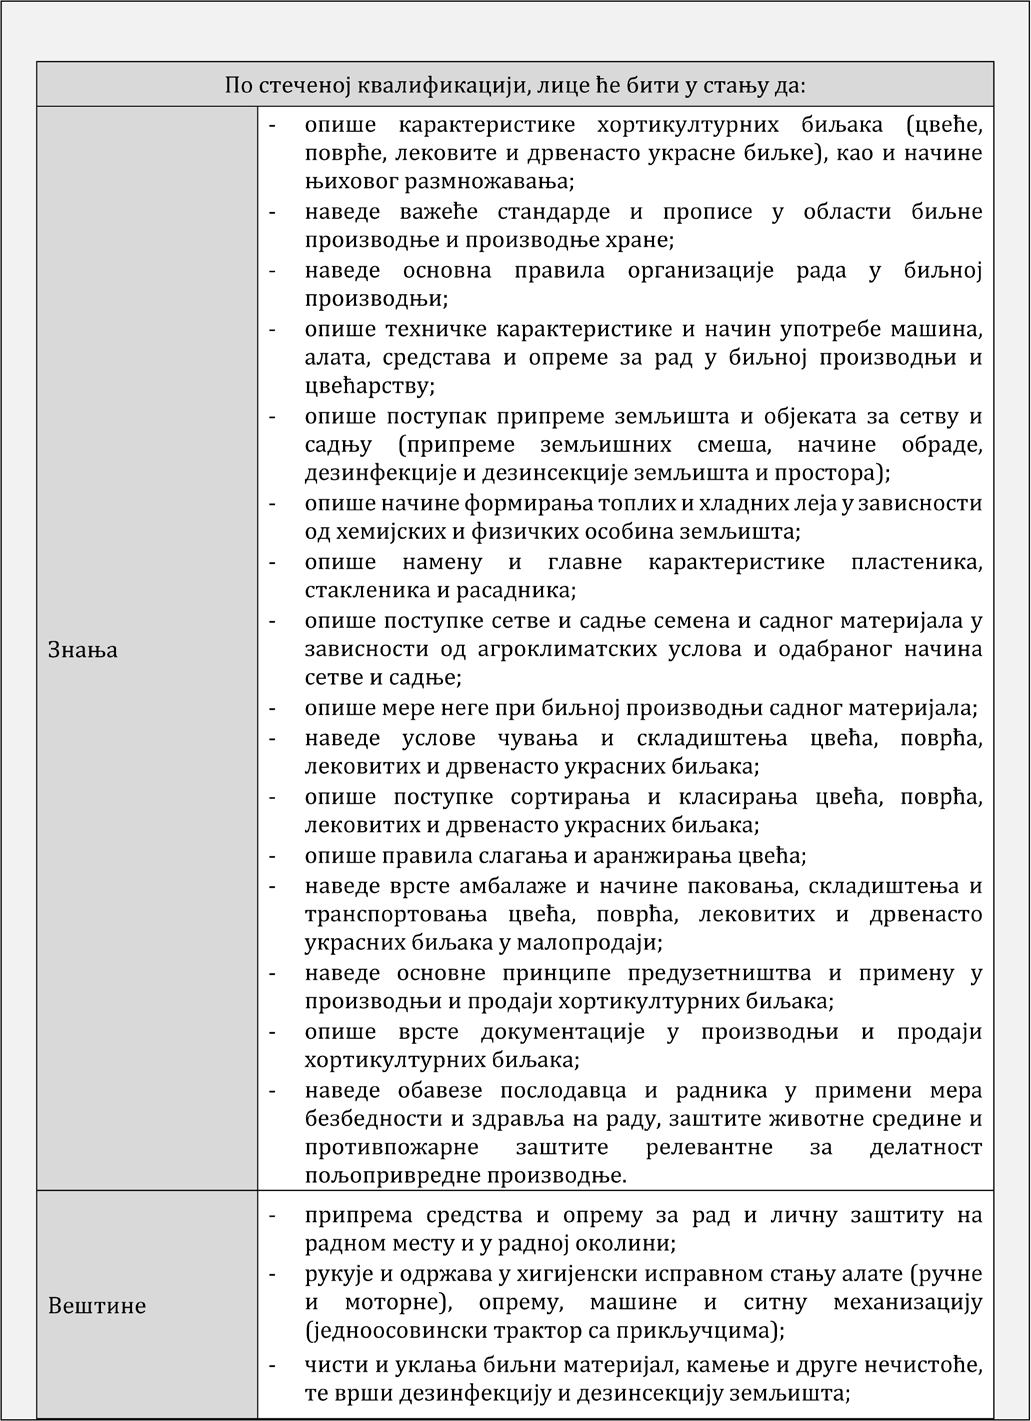 По стеченој квалификацији, лице ће бити у стању да:
Знања
- опише карактеристике хортикултурних биљака (цвеће,
поврће, лековите и дрвенасто украсне биљке), као и начине
њиховог размножавања;
- наведе важеће стандарде и прописе у области биљне
производње и производње хране;
- наведе основна правила организације рада у биљној
производњи;
- опише техничке карактеристике и начин употребе машина,
алата, средстава и опреме за рад у биљној производњи и
цвећарству;
- опише поступак припреме земљишта и објеката за сетву и
садњу (припреме земљишних смеша, начине обраде,
дезинфекције и дезинсекције земљишта и простора);
- опише начине формирања топлих и хладних леја у зависности
од хемијских и физичких особина земљишта;
- опише намену и главне карактеристике пластеника,
стакленика и расадника;
- опише поступке сетве и садње семена и садног материјала у
зависности од агроклиматских услова и одабраног начина
сетве и садње;
- опише мере неге при биљној производњи садног материјала;
- наведе услове чувања и складиштења цвећа, поврћа,
лековитих и дрвенасто украсних биљака;
- опише поступке сортирања и класирања цвећа, поврћа,
лековитих и дрвенасто украсних биљака;
- опише правила слагања и аранжирања цвећа;
- наведе врсте амбалаже и начине паковања, складиштења и
транспортовања цвећа, поврћа, лековитих и дрвенасто
украсних биљака у малопродаји;
- наведе основне принципе предузетништва и примену у
производњи и продаји хортикултурних биљака;
- опише врсте документације у производњи и продаји
хортикултурних биљака;
- наведе обавезе послодавца и радника у примени мера
безбедности и здравља на раду, заштите животне средине и
противпожарне заштите релевантне за делатност
пољопривредне производње.
Вештине
- припрема средства и опрему за рад и личну заштиту на
радном месту и у радној околини;
- рукује и одржава у хигијенски исправном стању алате (ручне
и моторне), опрему, машине и ситну механизацију
(једноосовински трактор са прикључцима);
- чисти и уклања биљни материјал, камење и друге нечистоће,
те врши дезинфекцију и дезинсекцију земљишта;